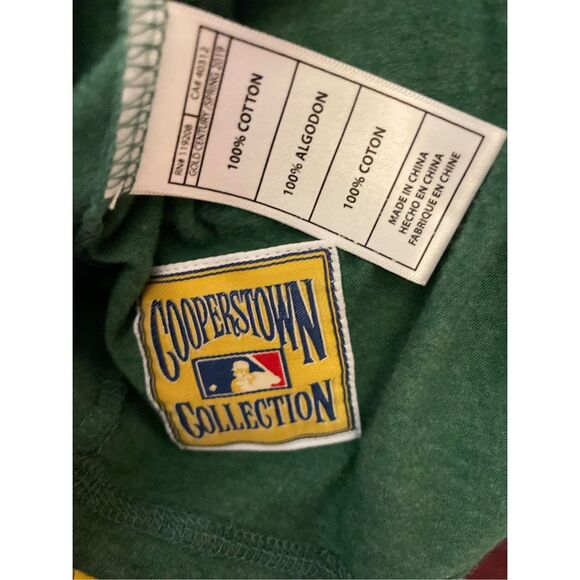 RN# 119208 CA# 40312
GOLD CENTURY /SPRING 2019
100% COTTON
100% ALGODON
100% COTON
MADE IN CHINA
HECHO EN CHINA
FABRIQUE EN CHINE
COOPERSTOWN
COLLECTION